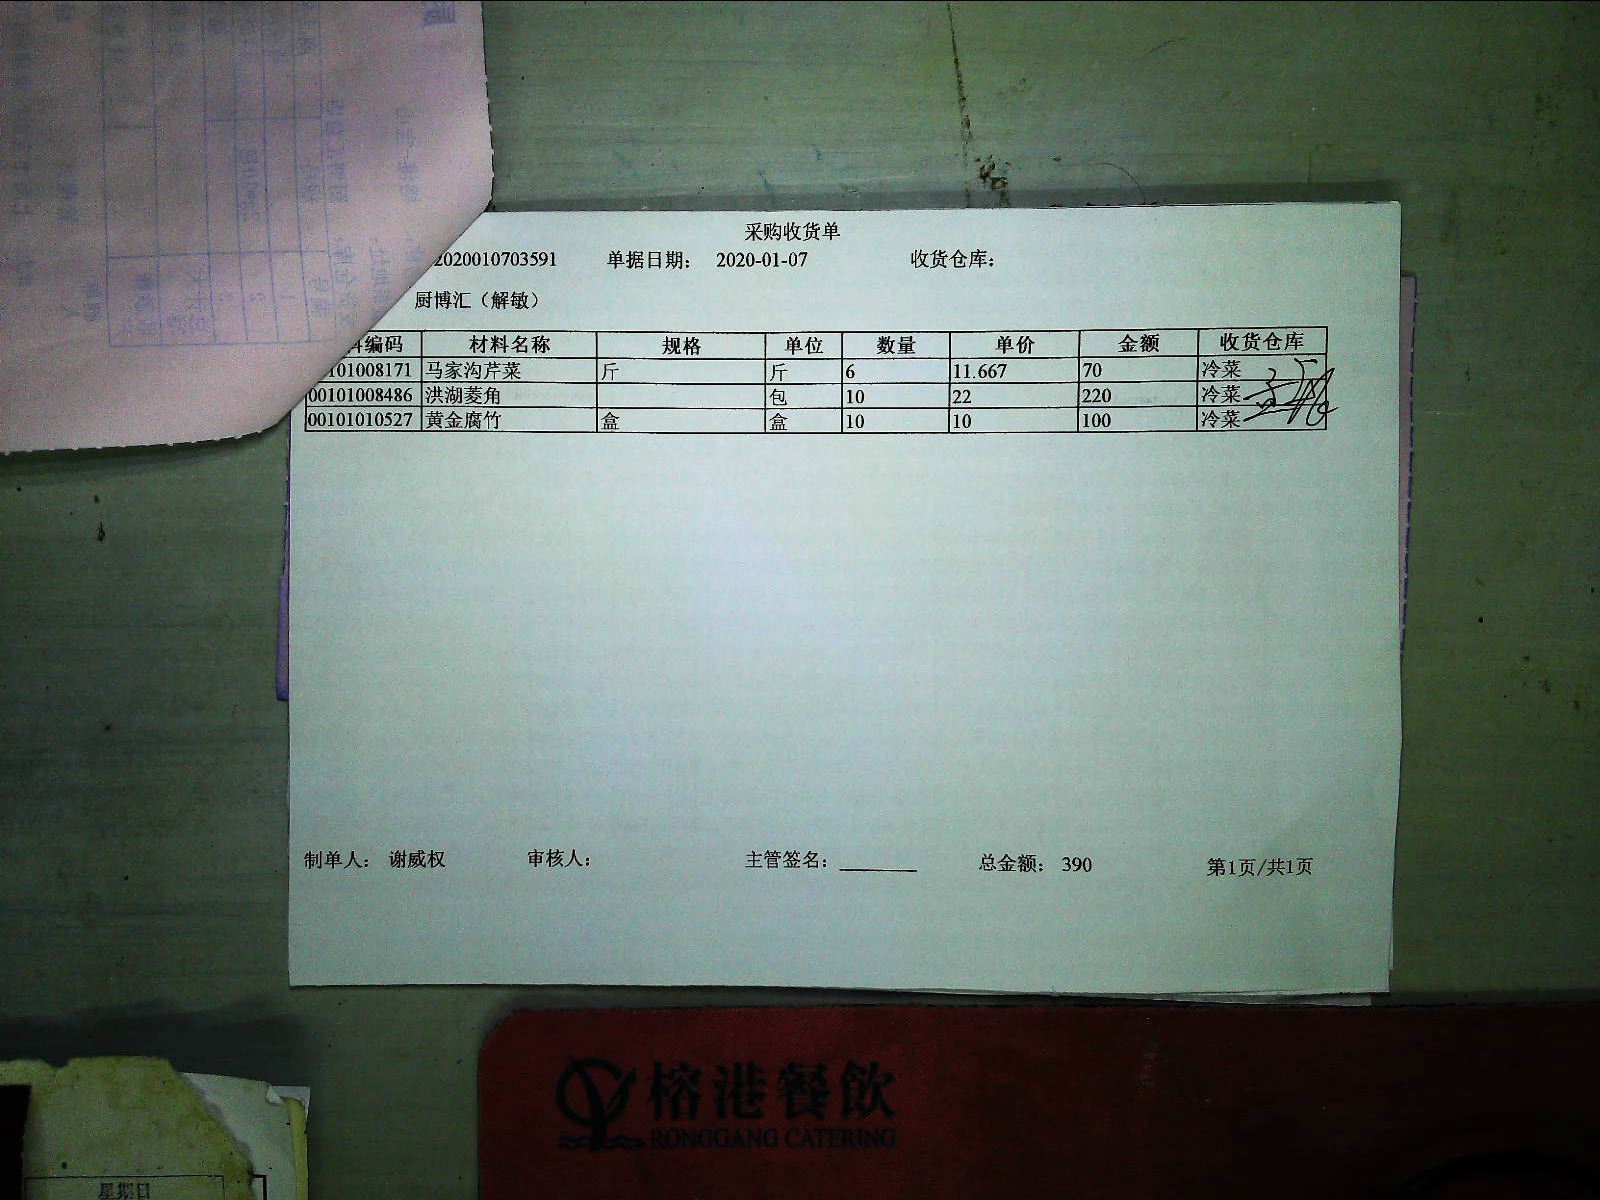 采购收货单
2020010703591 单据日期： 2020-01-07 收货仓库：
厨博汇（解敏）
编码 材料名称 规格 单位 数量 单价 金额 收货仓库
101008171 马家沟芹菜 斤 斤 6 11.667 70 冷菜
00101008486 洪湖菱角 包 10 22 220 冷菜
00101010527 黄金腐竹 盒 盒 10 10 100 冷菜
制单人： 谢威权 审核人： 主管签名： 总金额： 390 第1页/共1页
榕港餐飲
RONGGANG CATERING
星期日